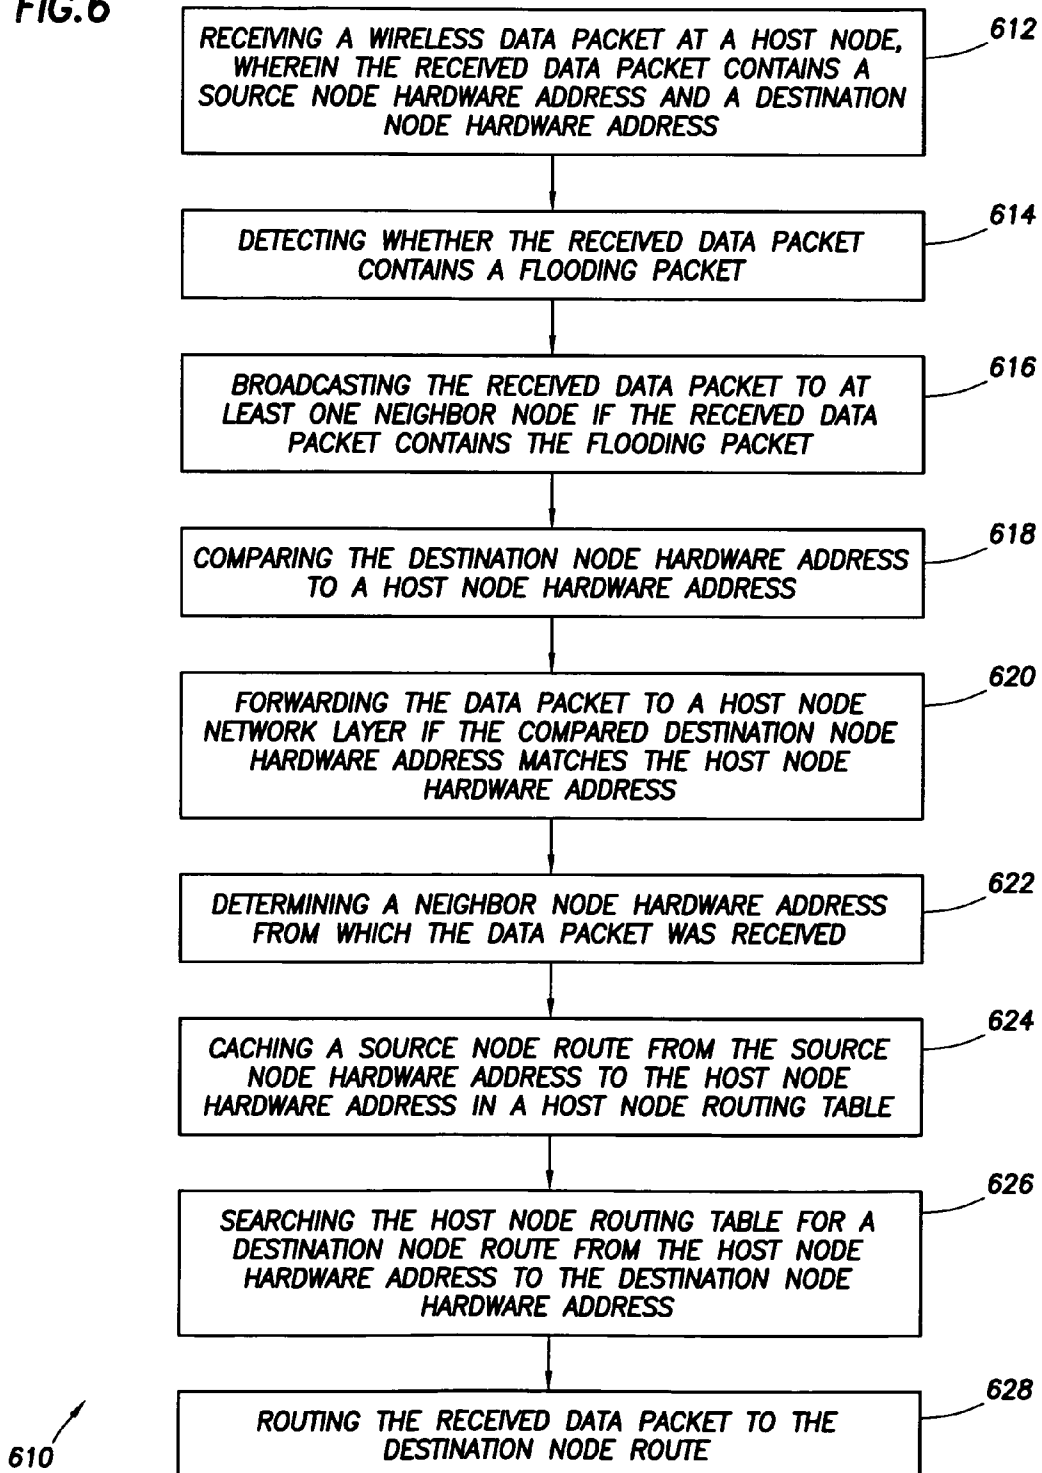 FIG.6
RECEIVING A WIRELESS DATA PACKET AT A HOST NODE,
WHEREIN THE RECEIVED DATA PACKET CONTAINS A
SOURCE NODE HARDWARE ADDRESS AND A DESTINATION
NODE HARDWARE ADDRESS
612
DETECTING WHETHER THE RECEIVED DATA PACKET
CONTAINS A FLOODING PACKET
614
BROADCASTING THE RECEIVED DATA PACKET TO AT
LEAST ONE NEIGHBOR NODE IF THE RECEIVED DATA
PACKET CONTAINS THE FLOODING PACKET
616
COMPARING THE DESTINATION NODE HARDWARE ADDRESS
TO A HOST NODE HARDWARE ADDRESS
618
FORWARDING THE DATA PACKET TO A HOST NODE
NETWORK LAYER IF THE COMPARED DESTINATION NODE
HARDWARE ADDRESS MATCHES THE HOST NODE
HARDWARE ADDRESS
620
DETERMINING A NEIGHBOR NODE HARDWARE ADDRESS
FROM WHICH THE DATA PACKET WAS RECEIVED
622
CACHING A SOURCE NODE ROUTE FROM THE SOURCE
NODE HARDWARE ADDRESS TO THE HOST NODE
HARDWARE ADDRESS IN A HOST NODE ROUTING TABLE
624
SEARCHING THE HOST NODE ROUTING TABLE FOR A
DESTINATION NODE ROUTE FROM THE HOST NODE
HARDWARE ADDRESS TO THE DESTINATION NODE
HARDWARE ADDRESS
626
ROUTING THE RECEIVED DATA PACKET TO THE
DESTINATION NODE ROUTE
628
610